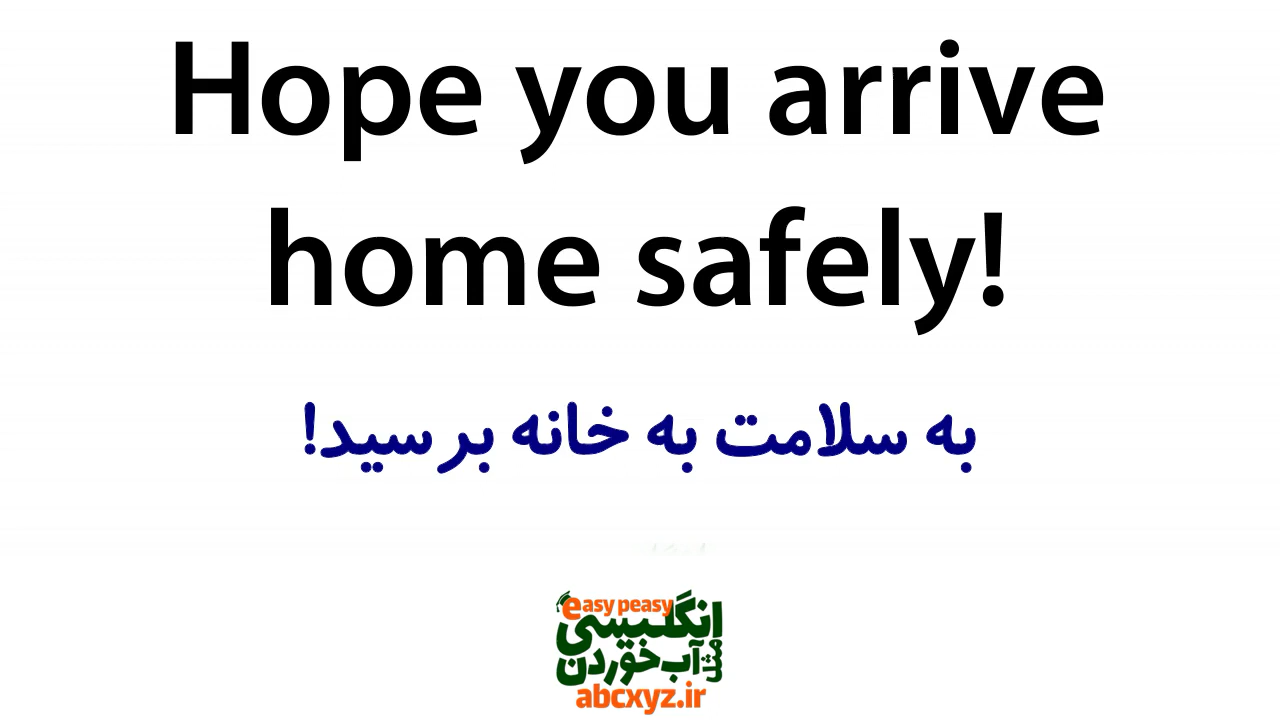 Hope you arrive
home safely!
به سلامت به خانه برسید!
easy peasy
انگلیسی
مثل آب خوردن
abcxyz.ir